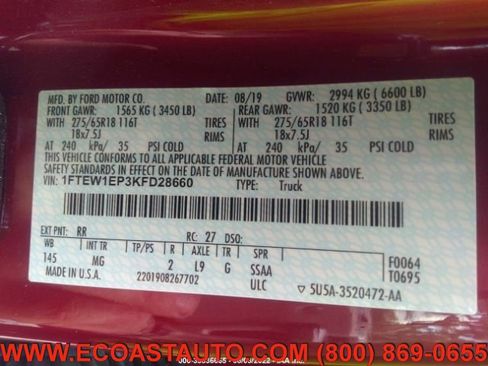 MFD. BY FORD MOTOR CO. DATE: 08/19 GVWR: 2994 KG ( 6600 LB)
FRONT GAWR: 1565 KG ( 3450 LB) REAR GAWR: 1520 KG ( 3350 LB)
WITH 275/65R18 116T TIRES WITH 275/65R18 116T TIRES
18x7.5J RIMS 18x7.5J RIMS
AT 240 kPa/ 35 PSI COLD AT 240 kPa/ 35 PSI COLD
THIS VEHICLE CONFORMS TO ALL APPLICABLE FEDERAL MOTOR VEHICLE
SAFETY STANDARDS IN EFFECT ON THE DATE OF MANUFACTURE SHOWN ABOVE.
VIN: 1FTEW1EP3KFD28660 TYPE: Truck
EXT PNT: RR RC: 27 DSO:
WB INT TR TP/PS R AXLE TR SPR
145 MG 2 L9 G SSAA F0064
MADE IN U.S.A. 2201908267702 ULC 5U5A-3520472-AA T0695
WWW.ECOASTAUTO.COM (800) 869-0655